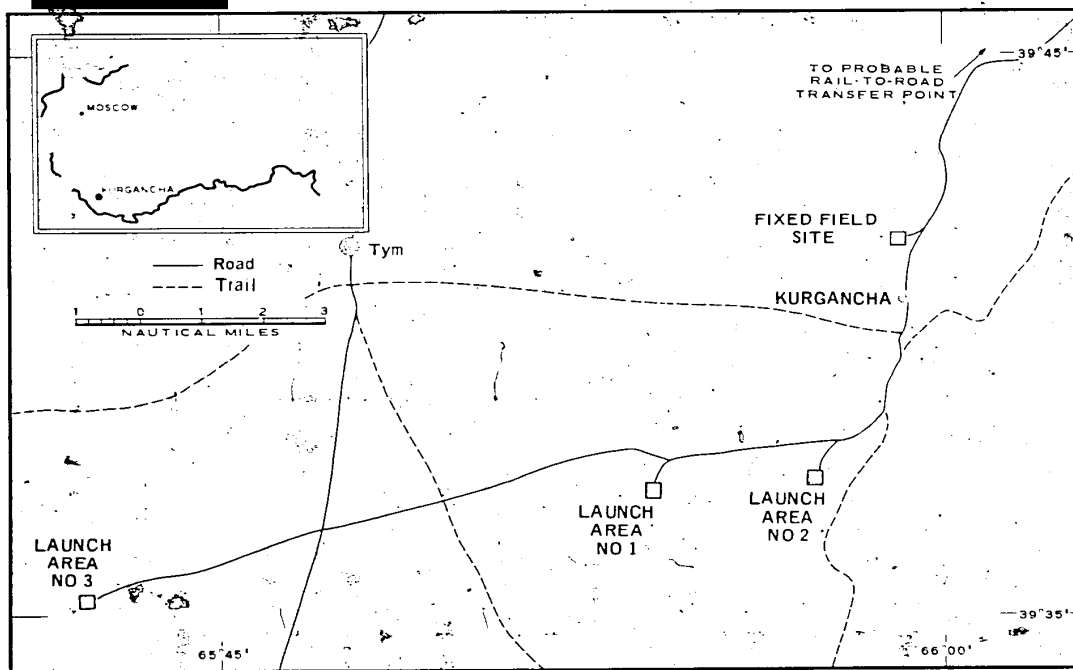 39°45'
TO PROBABLE
RAIL-TO-ROAD
TRANSFER POINT
MOSCOW
KURGANCHA
Tym
Road
Trail
1 0 1 2 3
NAUTICAL MILES
FIXED FIELD
SITE
KURGANCHA
LAUNCH
AREA
NO 1
LAUNCH
AREA
NO 2
LAUNCH
AREA
NO 3
39°35'
65°45'
66°00'